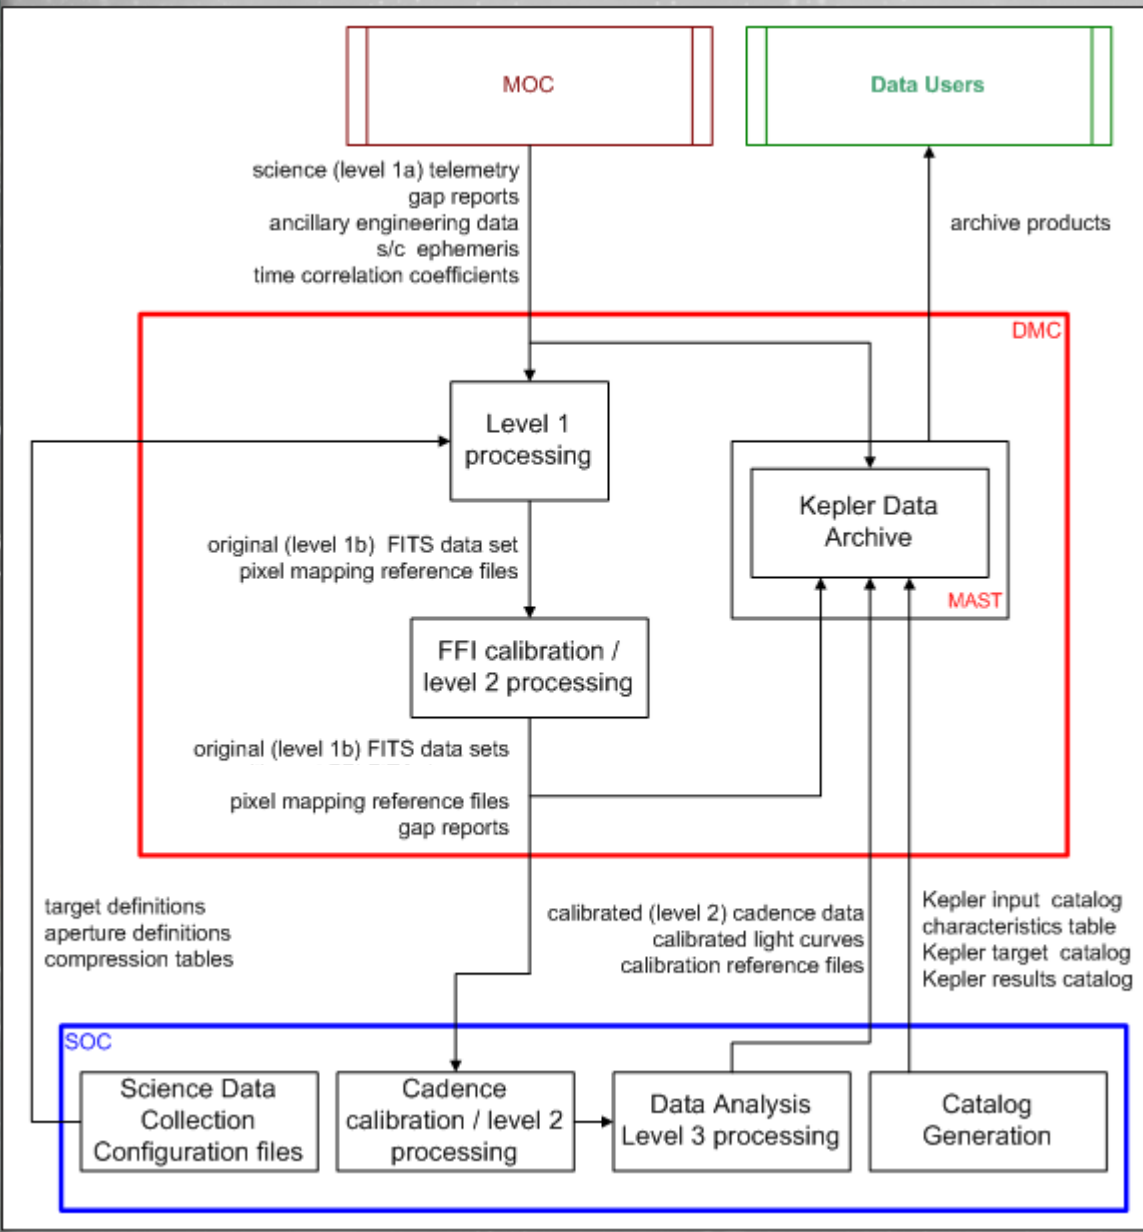 MOC
Data Users
science (level 1a) telemetry
gap reports
ancillary engineering data
s/c ephemeris
time correlation coefficients
archive products
DMC
Level 1
processing
Kepler Data
Archive
MAST
original (level 1b) FITS data set
pixel mapping reference files
FFI calibration /
level 2 processing
original (level 1b) FITS data sets
pixel mapping reference files
gap reports
target definitions
aperture definitions
compression tables
calibrated (level 2) cadence data
calibrated light curves
calibration reference files
Kepler input catalog
characteristics table
Kepler target catalog
Kepler results catalog
SOC
Science Data
Collection
Configuration files
Cadence
calibration / level 2
processing
Data Analysis
Level 3 processing
Catalog
Generation